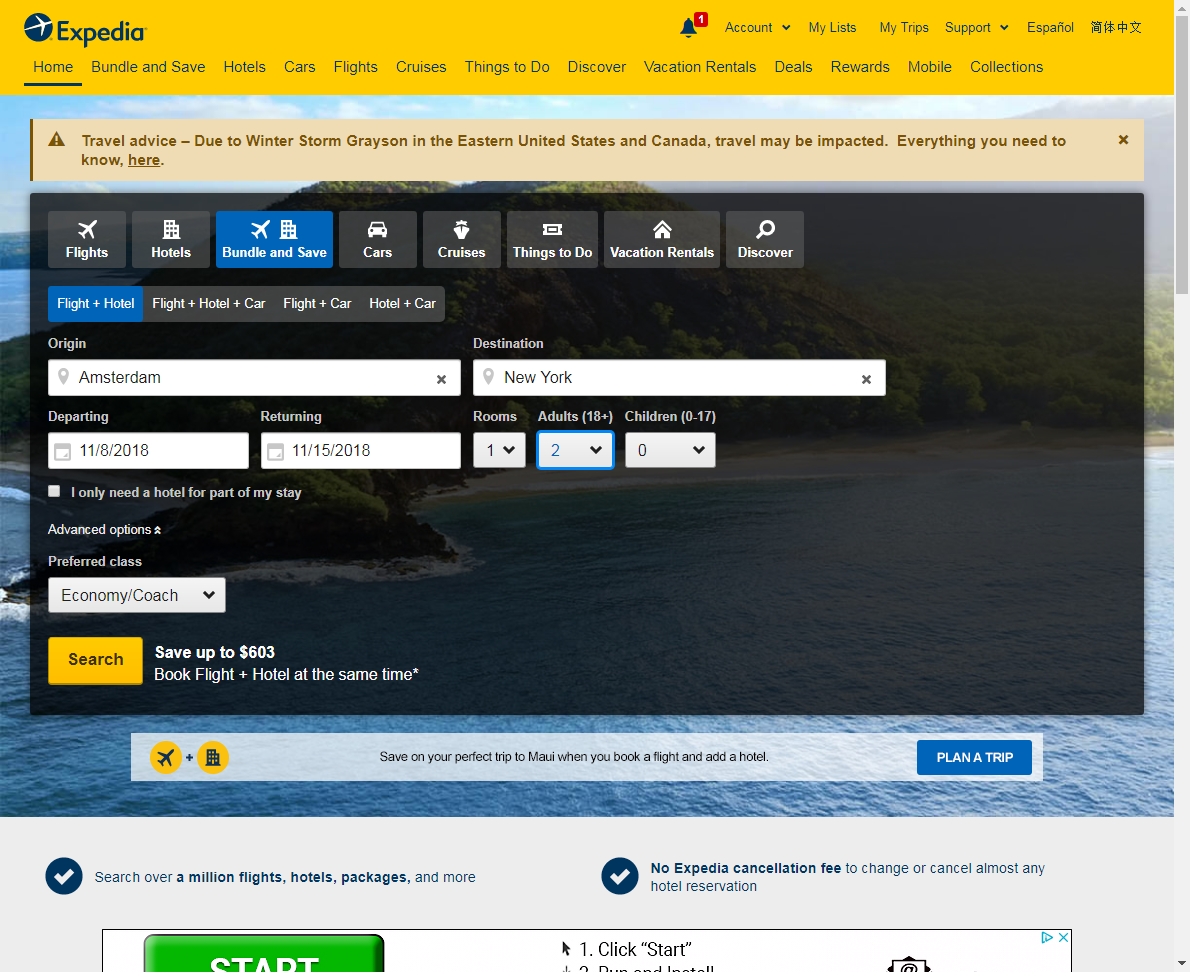 Expedia
1
Account
My Lists
My Trips
Support
Español
简体中文
Home
Bundle and Save
Hotels
Cars
Flights
Cruises
Things to Do
Discover
Vacation Rentals
Deals
Rewards
Mobile
Collections
Travel advice – Due to Winter Storm Grayson in the Eastern United States and Canada, travel may be impacted. Everything you need to
know, here.
Flights
Hotels
Bundle and Save
Cars
Cruises
Things to Do
Vacation Rentals
Discover
Flight + Hotel
Flight + Hotel + Car
Flight + Car
Hotel + Car
Origin
Destination
Amsterdam
New York
Departing
Returning
Rooms
Adults (18+)
Children (0-17)
11/8/2018
11/15/2018
1
2
0
I only need a hotel for part of my stay
Advanced options
Preferred class
Economy/Coach
Search
Save up to $603
Book Flight + Hotel at the same time*
+
Save on your perfect trip to Maui when you book a flight and add a hotel.
PLAN A TRIP
Search over a million flights, hotels, packages, and more
No Expedia cancellation fee to change or cancel almost any
hotel reservation
START
1. Click “Start”
2. Run and Install
@